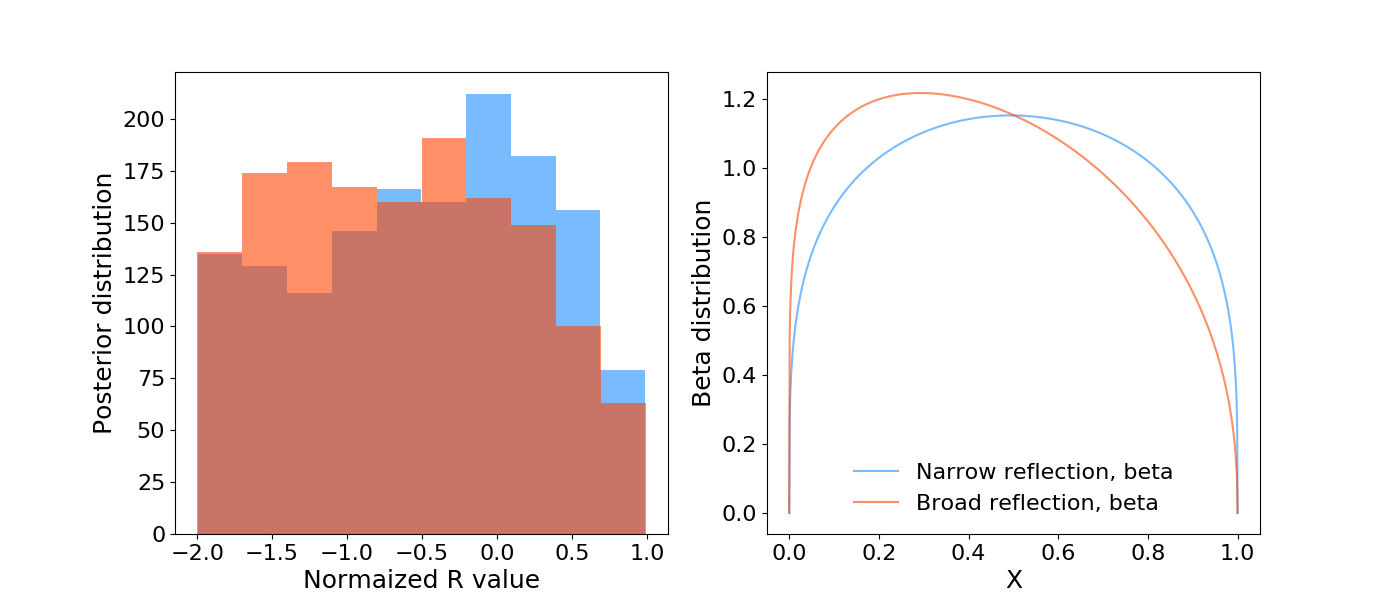 Posterior distribution
200
175
150
125
100
75
50
25
0
−2.0 −1.5 −1.0 −0.5 0.0 0.5 1.0
Normaized R value
Beta distribution
1.2
1.0
0.8
0.6
0.4
0.2
0.0
Narrow reflection, beta
Broad reflection, beta
0.0 0.2 0.4 0.6 0.8 1.0
X